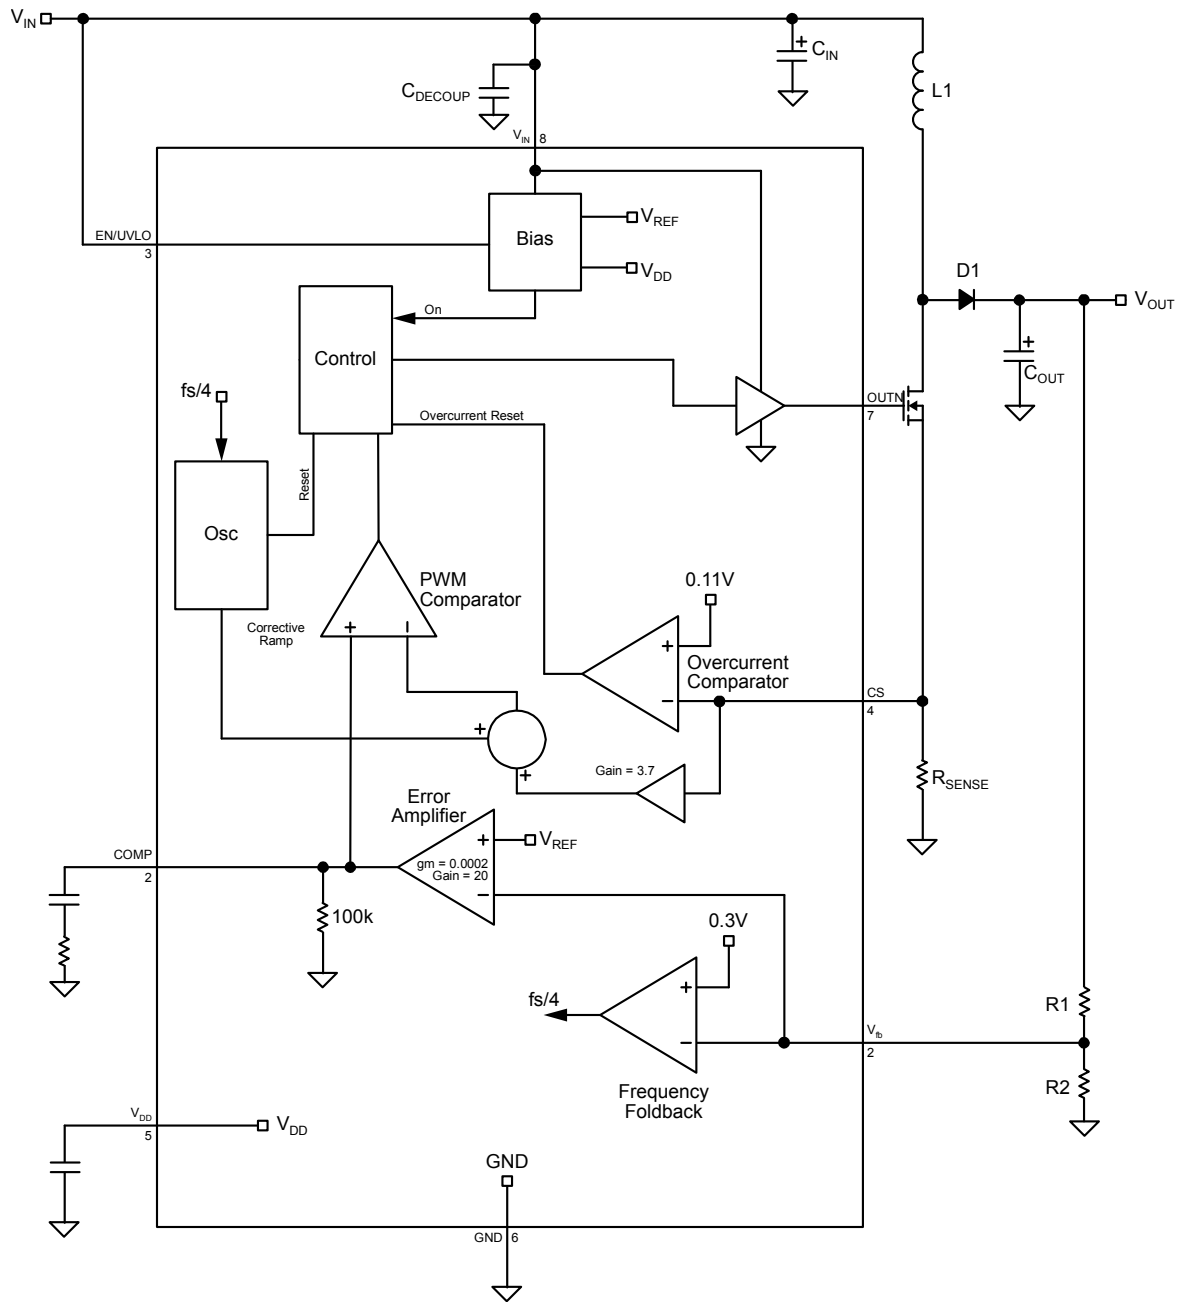 VIN
CIN
L1
CDECOUP
VIN 8
EN/UVLO
3
Bias
VREF
VDD
On
Control
D1
VOUT
COUT
fs/4
OUTN
7
Overcurrent Reset
Reset
Osc
PWM
Comparator
Corrective
Ramp
+
−
0.11V
+
−
Overcurrent
Comparator
CS
4
+
+
Gain = 3.7
RSENSE
Error
Amplifier
+
VREF
gm = 0.0002
Gain = 20
−
COMP
2
100k
0.3V
fs/4
+
−
R1
Vfb
2
R2
Frequency
Foldback
VDD
5
VDD
GND
GND 6
+
+